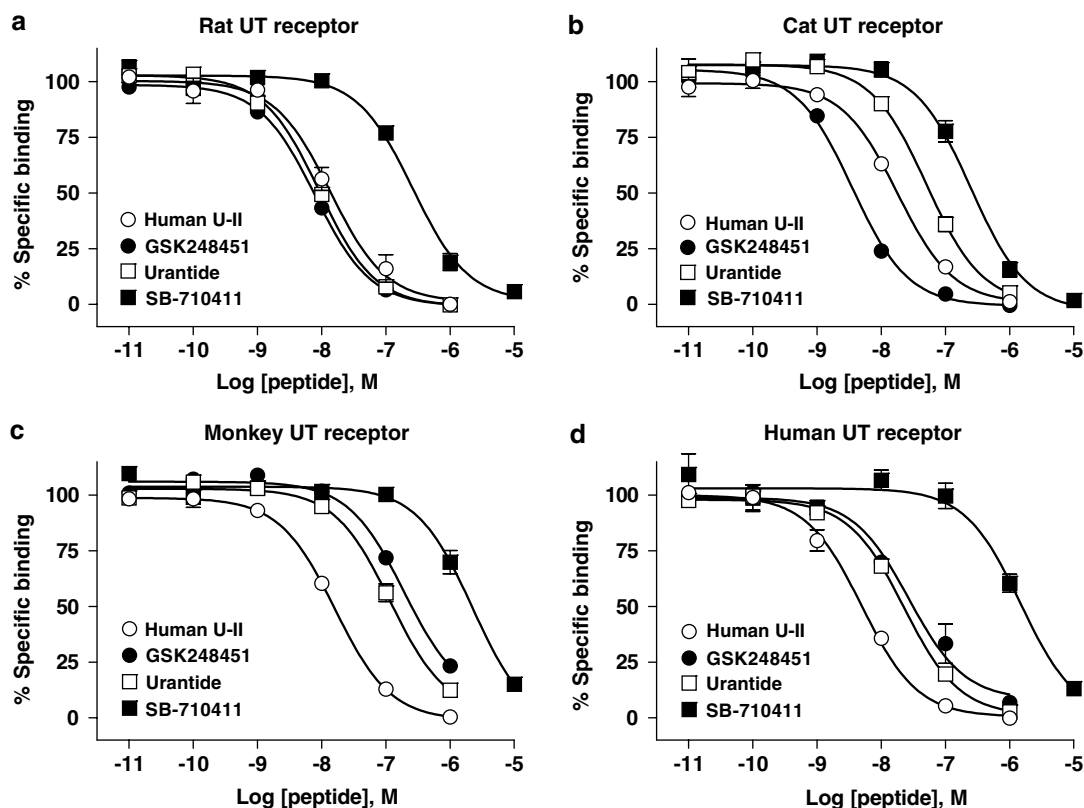 a
Rat UT receptor
100
75
50
25
0
% Specific binding
Human U-II
GSK248451
Urantide
SB-710411
-11 -10 -9 -8 -7 -6 -5
Log [peptide], M
b
Cat UT receptor
100
75
50
25
0
% Specific binding
Human U-II
GSK248451
Urantide
SB-710411
-11 -10 -9 -8 -7 -6 -5
Log [peptide], M
c
Monkey UT receptor
100
75
50
25
0
% Specific binding
Human U-II
GSK248451
Urantide
SB-710411
-11 -10 -9 -8 -7 -6 -5
Log [peptide], M
d
Human UT receptor
100
75
50
25
0
% Specific binding
Human U-II
GSK248451
Urantide
SB-710411
-11 -10 -9 -8 -7 -6 -5
Log [peptide], M